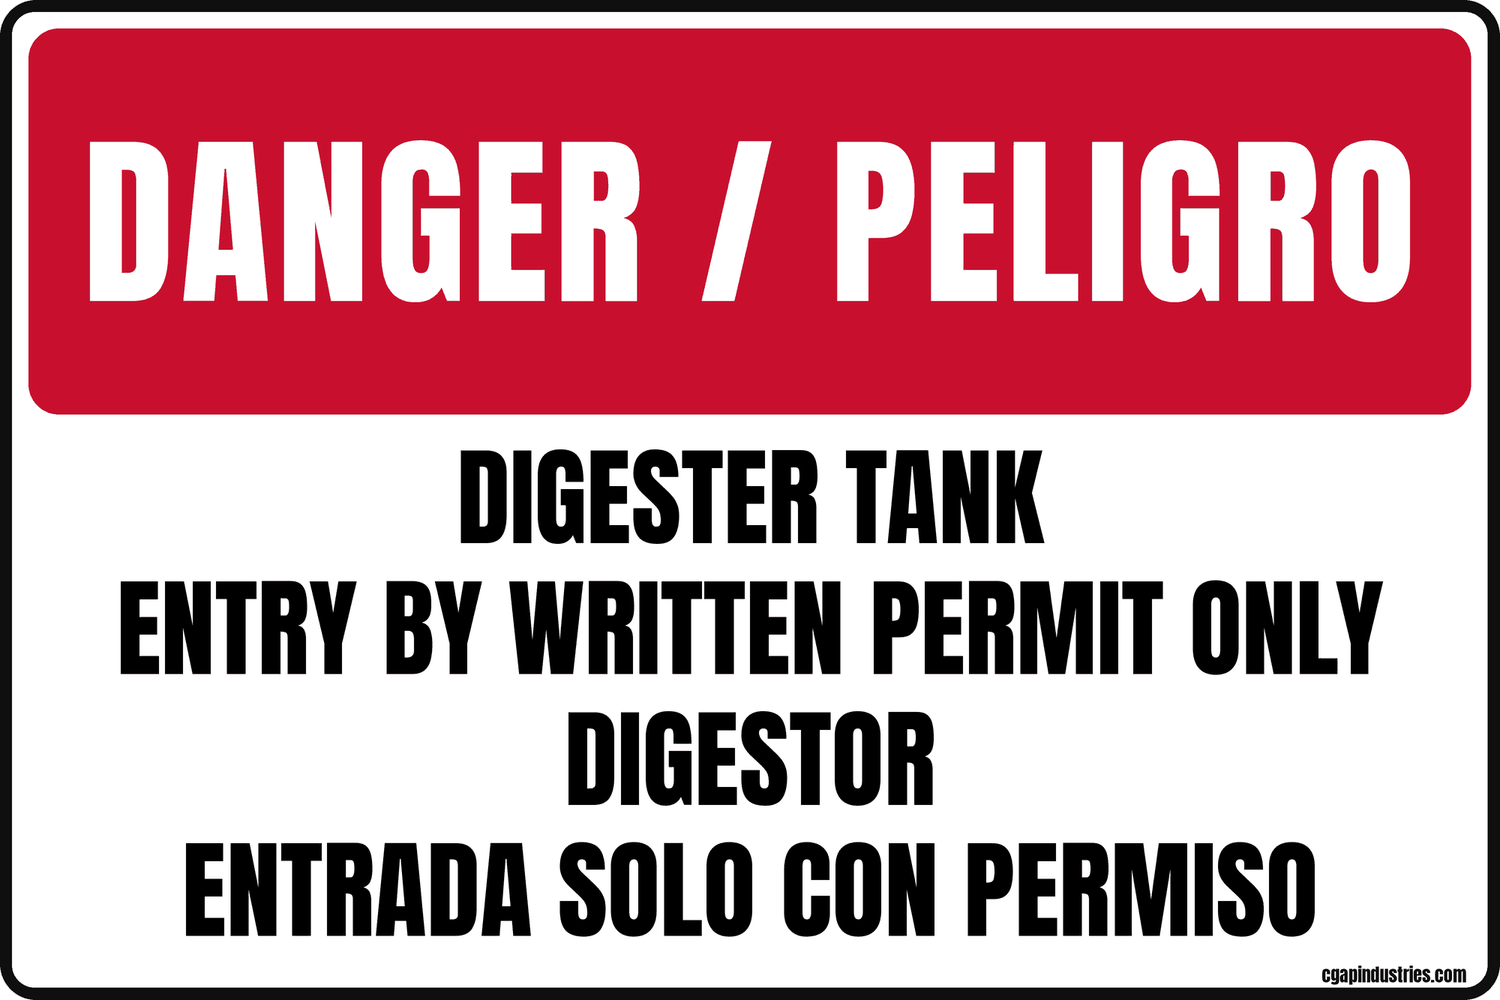 DANGER / PELIGRO
DIGESTER TANK
ENTRY BY WRITTEN PERMIT ONLY
DIGESTOR
ENTRADA SOLO CON PERMISO
cgapindustries.com